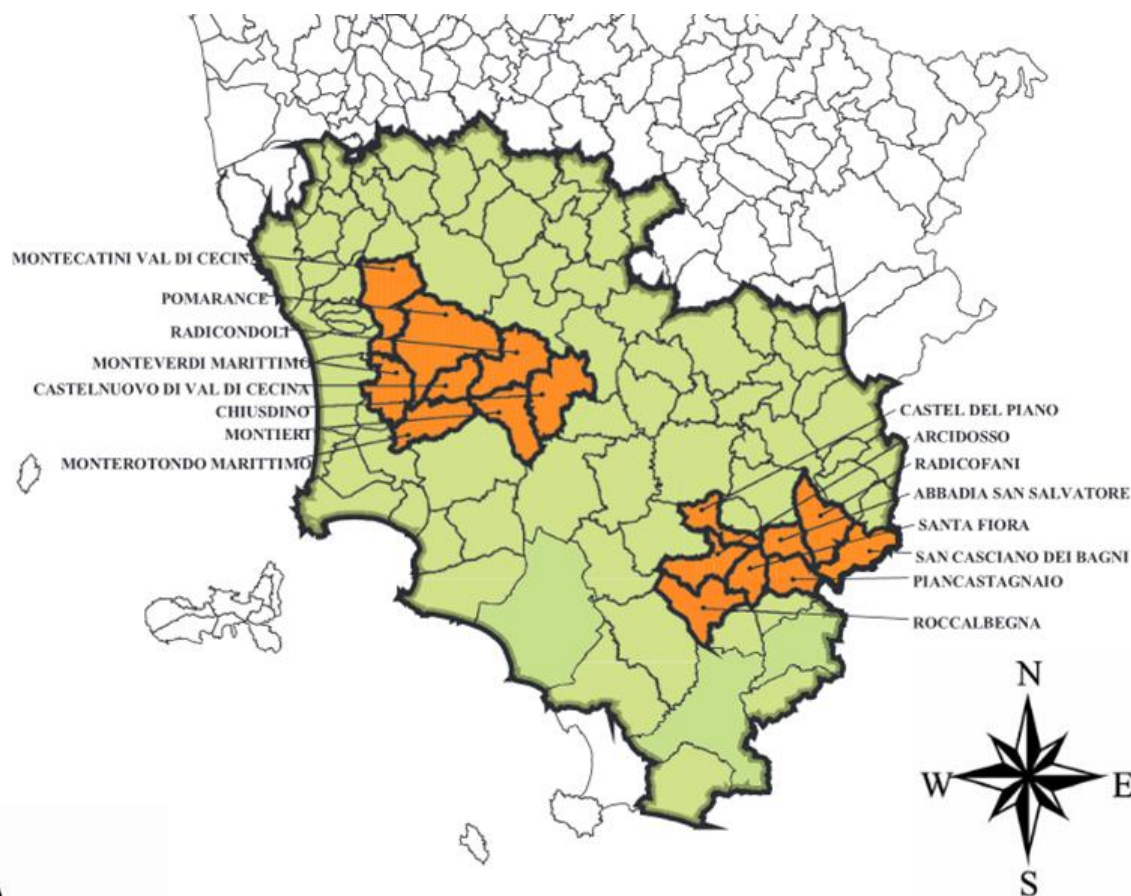 MONTECATINI VAL DI CECIN
POMARANCE
RADICONDOLI
MONTEVERDI MARITTIMO
CASTELNUOVO DI VAL DI CECINA
CHIUSDINO
MONTIERI
MONTEROTONDO MARITTIMO
CASTEL DEL PIANO
ARCIDOSSO
RADICOFANI
ABBADIA SAN SALVATORE
SANTA FIORA
SAN CASCIANO DEI BAGNI
PIANCASTAGNAIO
ROCCALBEGNA
N
W E
S